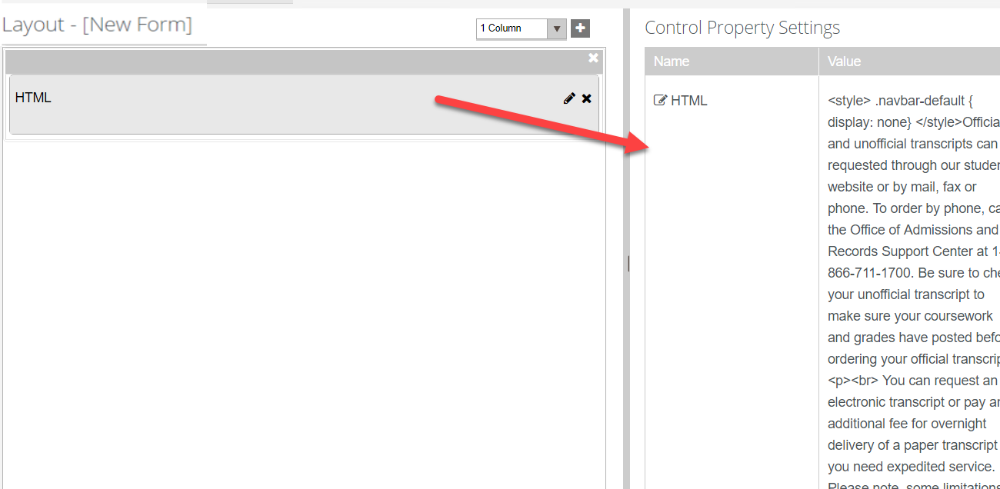 Layout - [New Form]
1 Column
HTML
Control Property Settings
Name
Value
HTML
<style> .navbar-default {
display: none} </style>Officia
and unofficial transcripts can
requested through our studen
website or by mail, fax or
phone. To order by phone, ca
the Office of Admissions and
Records Support Center at 1-
866-711-1700. Be sure to che
your unofficial transcript to
make sure your coursework
and grades have posted befo
ordering your official transcrip
<p><br> You can request an
electronic transcript or pay an
additional fee for overnight
delivery of a paper transcript
you need expedited service.
Please note, some limitations